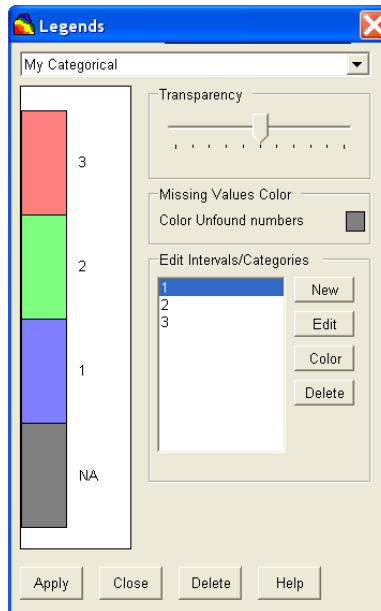 Legends
My Categorical
3
2
1
NA
Transparency
Missing Values Color
Color Unfound numbers
Edit Intervals/Categories
1
2
3
New
Edit
Color
Delete
Apply
Close
Delete
Help